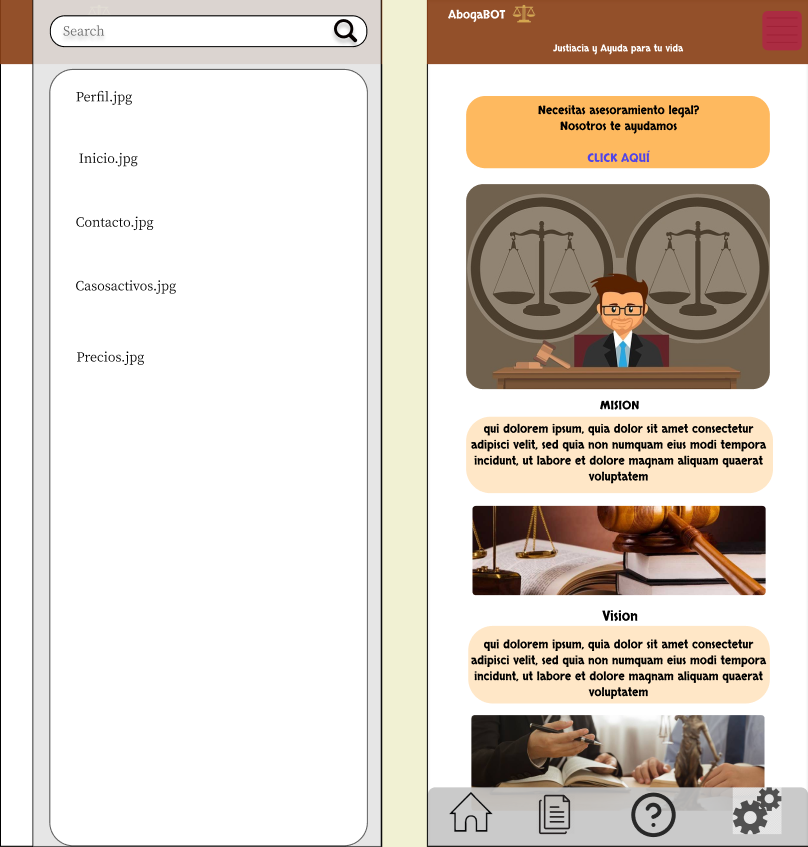 Search
Perfil.jpg
Inicio.jpg
Contacto.jpg
Casosactivos.jpg
Precios.jpg
AbogaBOT
Justiacia y Ayuda para tu vida
Necesitas asesoramiento legal?
Nosotros te ayudamos
CLICK AQUÍ
MISION
qui dolorem ipsum, quia dolor sit amet consectetur
adipisci velit, sed quia non numquam eius modi tempora
incidunt, ut labore et dolore magnam aliquam quaerat
voluptatem
Vision
qui dolorem ipsum, quia dolor sit amet consectetur
adipisci velit, sed quia non numquam eius modi tempora
incidunt, ut labore et dolore magnam aliquam quaerat
voluptatem
?